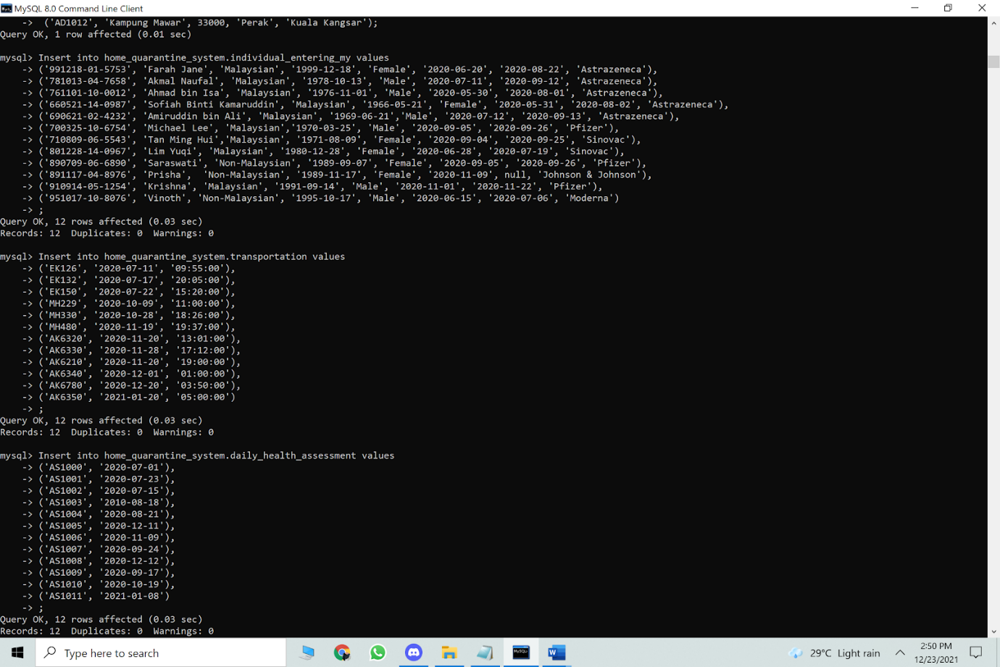 MySQL 8.0 Command Line Client
    -> ('AD1012', 'Kampung Mawar', 33000, 'Perak', 'Kuala Kangsar');
Query OK, 1 row affected (0.01 sec)
mysql> Insert into home_quarantine_system.individual_entering_my values
    -> ('991218-01-5753', 'Farah Jane', 'Malaysian', '1999-12-18', 'Female', '2020-06-20', '2020-08-22', 'Astrazeneca'),
    -> ('781013-04-7658', 'Akmal Naufal', 'Malaysian', '1978-10-13', 'Male', '2020-07-11', '2020-09-12', 'Astrazeneca'),
    -> ('761101-10-0012', 'Ahmad bin Isa', 'Malaysian', '1976-11-01', 'Male', '2020-05-30', '2020-08-01', 'Astrazeneca'),
    -> ('660521-14-0987', 'Sofiah Binti Kamaruddin', 'Malaysian', '1966-05-21', 'Female', '2020-05-31', '2020-08-02', 'Astrazeneca'),
    -> ('690621-02-4232', 'Amiruddin bin Ali', 'Malaysian', '1969-06-21','Male', '2020-07-12', '2020-09-13', 'Astrazeneca'),
    -> ('700325-10-6754', 'Michael Lee', 'Malaysian','1970-03-25', 'Male', '2020-09-05', '2020-09-26', 'Pfizer'),
    -> ('710809-06-5543', 'Tan Ming Hui','Malaysian', '1971-08-09', 'Female', '2020-09-04', '2020-09-25', 'Sinovac'),
    -> ('801228-14-0967', 'Lim Yuqi', 'Malaysian', '1980-12-28', 'Female', '2020-06-28', '2020-07-19', 'Sinovac'),
    -> ('890709-06-6890', 'Saraswati', 'Non-Malaysian', '1989-09-07', 'Female', '2020-09-05', '2020-09-26', 'Pfizer'),
    -> ('891117-04-8976', 'Prisha',  'Non-Malaysian', '1989-11-17', 'Female', '2020-11-09', null, 'Johnson & Johnson'),
    -> ('910914-05-1254', 'Krishna', 'Malaysian', '1991-09-14', 'Male', '2020-11-01', '2020-11-22', 'Pfizer'),
    -> ('951017-10-8076', 'Vinoth', 'Non-Malaysian', '1995-10-17', 'Male', '2020-06-15', '2020-07-06', 'Moderna')
    -> ;
Query OK, 12 rows affected (0.03 sec)
Records: 12  Duplicates: 0  Warnings: 0
mysql> Insert into home_quarantine_system.transportation values
    -> ('EK126', '2020-07-11', '09:55:00'),
    -> ('EK132', '2020-07-17', '20:05:00'),
    -> ('EK150', '2020-07-22', '15:20:00'),
    -> ('MH229', '2020-10-09', '11:00:00'),
    -> ('MH330', '2020-10-28', '18:26:00'),
    -> ('MH480', '2020-11-19', '19:37:00'),
    -> ('AK6320', '2020-11-20', '13:01:00'),
    -> ('AK6330', '2020-11-28', '17:12:00'),
    -> ('AK6210', '2020-11-20', '19:00:00'),
    -> ('AK6340', '2020-12-01', '01:00:00'),
    -> ('AK6780', '2020-12-20', '03:50:00'),
    -> ('AK6350', '2021-01-20', '05:00:00')
    -> ;
Query OK, 12 rows affected (0.03 sec)
Records: 12  Duplicates: 0  Warnings: 0
mysql> Insert into home_quarantine_system.daily_health_assessment values
    -> ('AS1000', '2020-07-01'),
    -> ('AS1001', '2020-07-23'),
    -> ('AS1002', '2020-07-15'),
    -> ('AS1003', '2010-08-18'),
    -> ('AS1004', '2020-08-21'),
    -> ('AS1005', '2020-12-11'),
    -> ('AS1006', '2020-11-09'),
    -> ('AS1007', '2020-09-24'),
    -> ('AS1008', '2020-12-12'),
    -> ('AS1009', '2020-09-17'),
    -> ('AS1010', '2020-10-19'),
    -> ('AS1011', '2021-01-08')
    -> ;
Query OK, 12 rows affected (0.03 sec)
Records: 12  Duplicates: 0  Warnings: 0
Type here to search
29°C Light rain
2:50 PM
12/23/2021